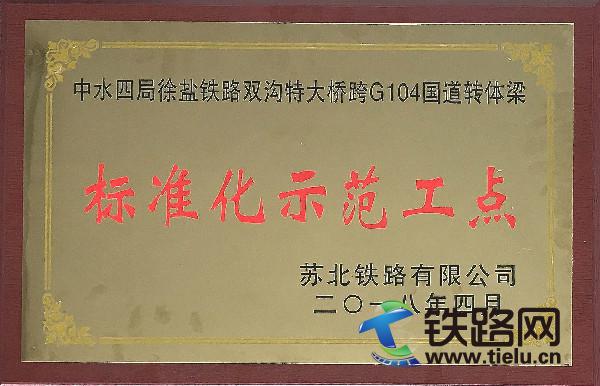 中水四局徐盐铁路双沟特大桥跨G104国道转体梁
标准化示范工点
苏北铁路有限公司
二〇一八年四月
铁路网
www.tielu.cn